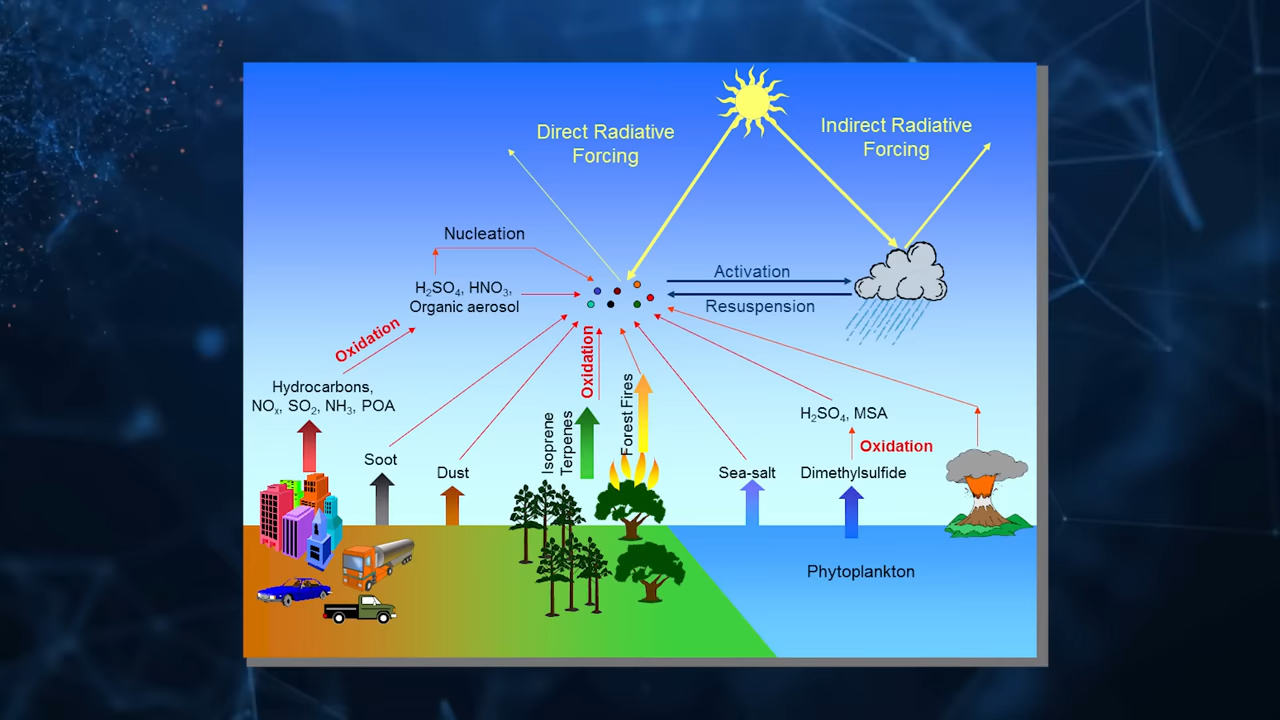 Direct Radiative
Forcing
Indirect Radiative
Forcing
Nucleation
H₂SO₄, HNO₃,
Organic aerosol
Activation
Resuspension
Oxidation
Hydrocarbons,
NOₓ, SO₂, NH₃, POA
Oxidation
Isoprene
Terpenes
Forest Fires
H₂SO₄, MSA
Oxidation
Soot
Dust
Sea-salt
Dimethylsulfide
Phytoplankton